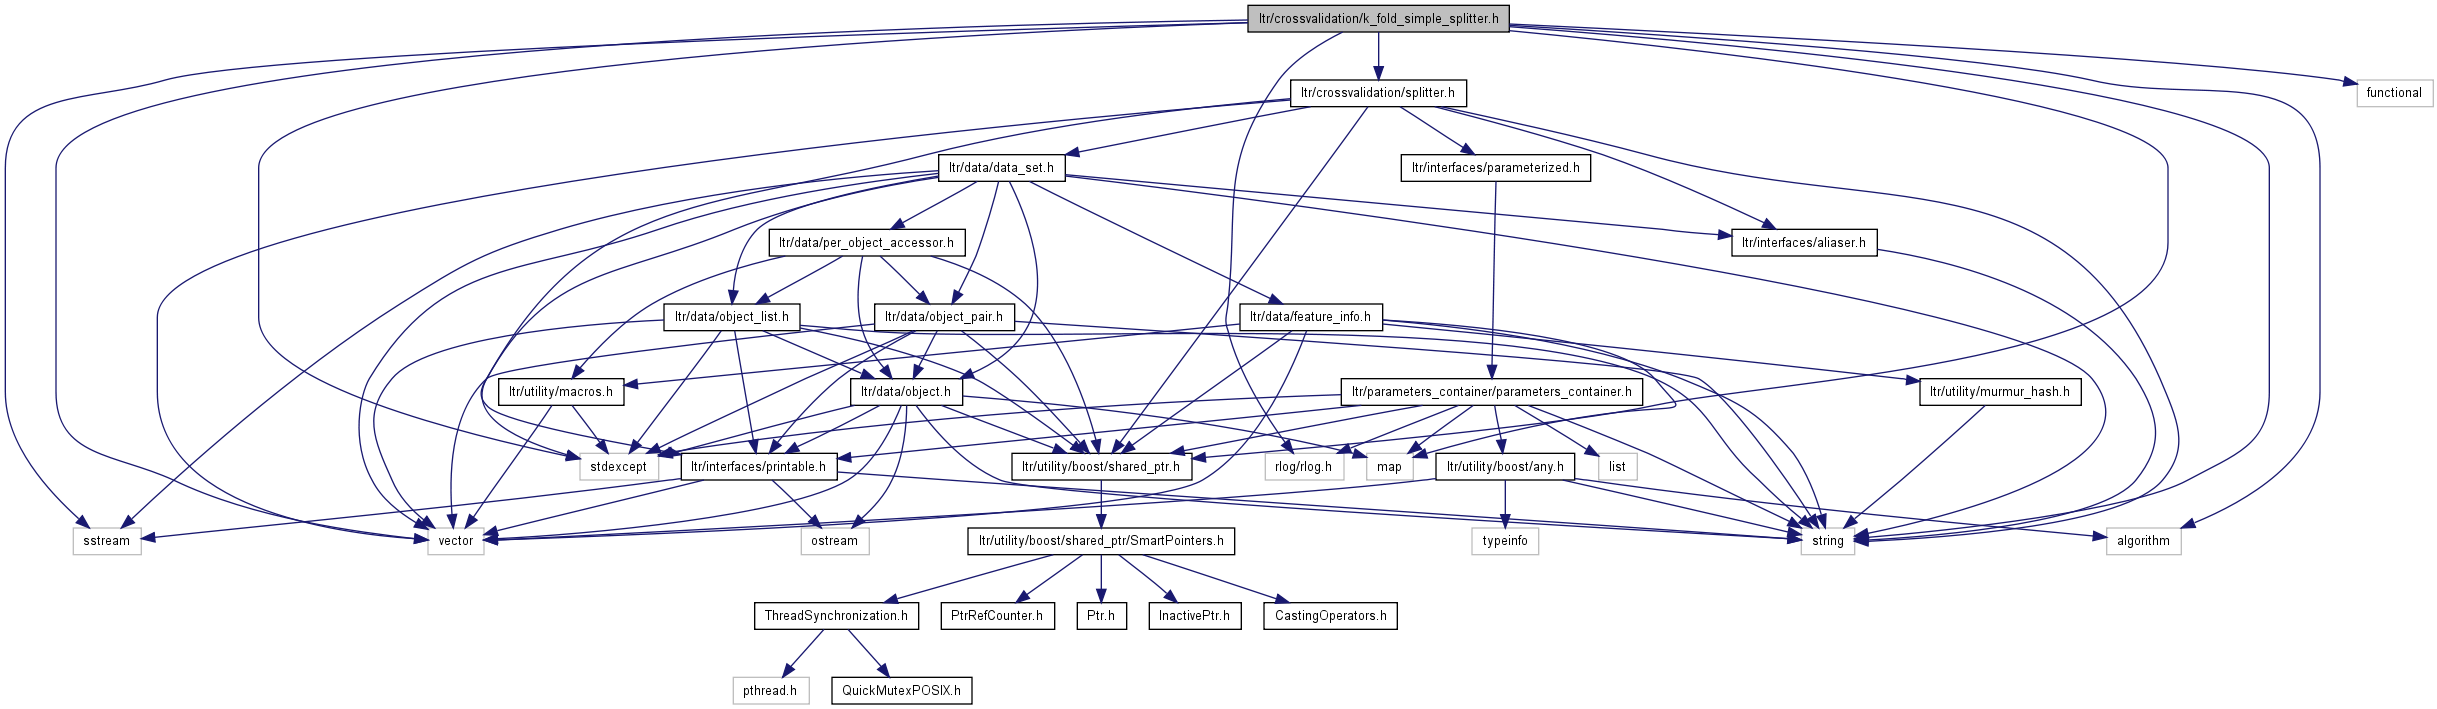 ltr/crossvalidation/k_fold_simple_splitter.h
ltr/crossvalidation/splitter.h
functional
ltr/data/data_set.h
ltr/interfaces/parameterized.h
ltr/data/per_object_accessor.h
ltr/interfaces/aliaser.h
ltr/data/object_list.h
ltr/data/object_pair.h
ltr/data/feature_info.h
ltr/utility/macros.h
ltr/data/object.h
ltr/parameters_container/parameters_container.h
ltr/utility/murmur_hash.h
stdexcept
ltr/interfaces/printable.h
ltr/utility/boost/shared_ptr.h
rlog/rlog.h
map
ltr/utility/boost/any.h
list
sstream
vector
ostream
ltr/utility/boost/shared_ptr/SmartPointers.h
typeinfo
string
algorithm
ThreadSynchronization.h
PtrRefCounter.h
Ptr.h
InactivePtr.h
CastingOperators.h
pthread.h
QuickMutexPOSIX.h